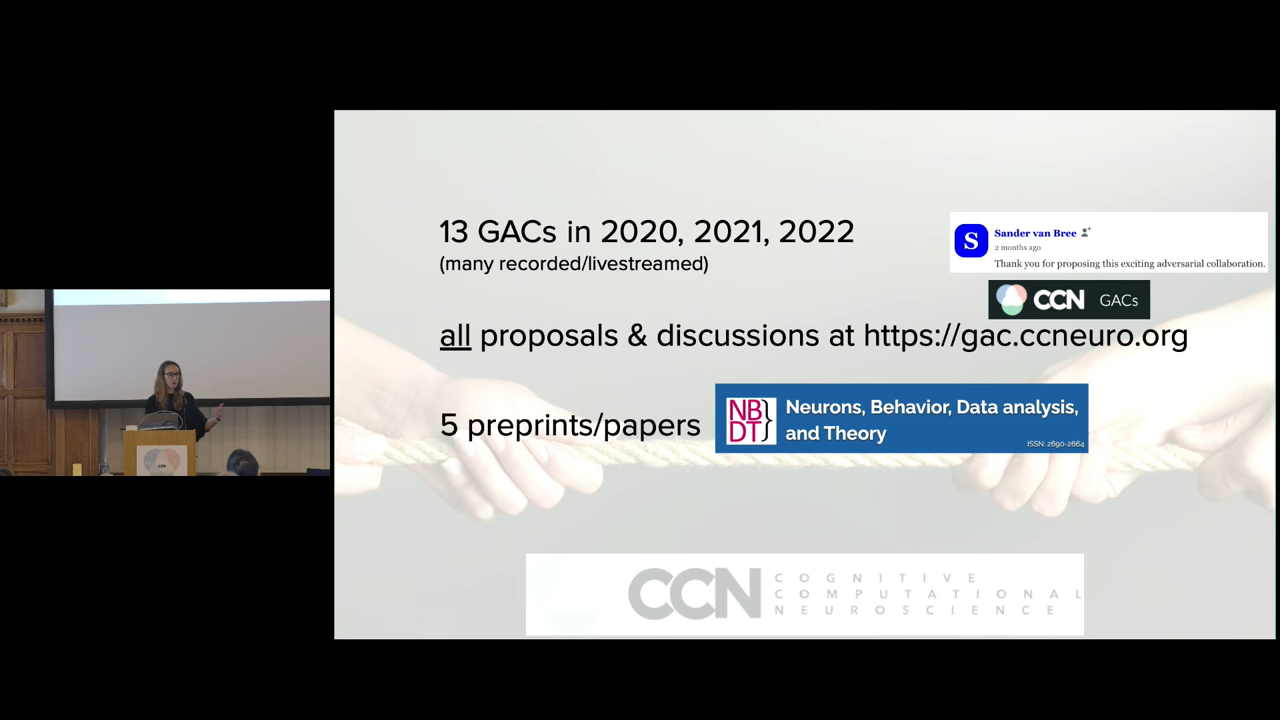 13 GACs in 2020, 2021, 2022
(many recorded/livestreamed)
S
Sander van Bree
2 months ago
Thank you for proposing this exciting adversarial collaboration.
CCN GACs
all proposals & discussions at https://gac.ccneuro.org
5 preprints/papers
NB}
DT}
Neurons, Behavior, Data analysis,
and Theory
ISSN: 2690-2664
CCN
COGNITIVE
COMPUTATIONAL
NEUROSCIENCE
CCN